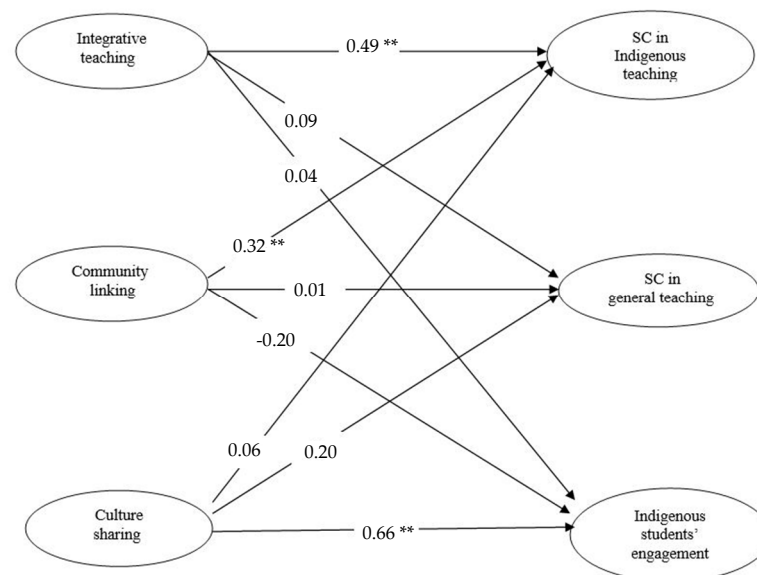 Integrative
teaching
0.49 **
SC in
Indigenous
teaching
0.09
0.04
0.32 **
Community
linking
0.01
SC in
general teaching
-0.20
0.06
0.20
Culture
sharing
0.66 **
Indigenous
students’
engagement